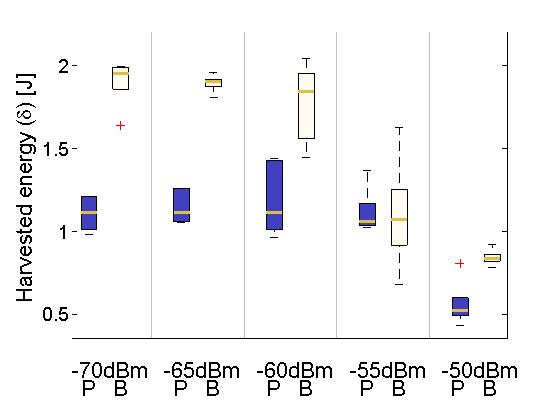 Harvested energy (δ) [J]
2
1.5
1
0.5
-70dBm -65dBm -60dBm -55dBm -50dBm
P B P B P B P B P B